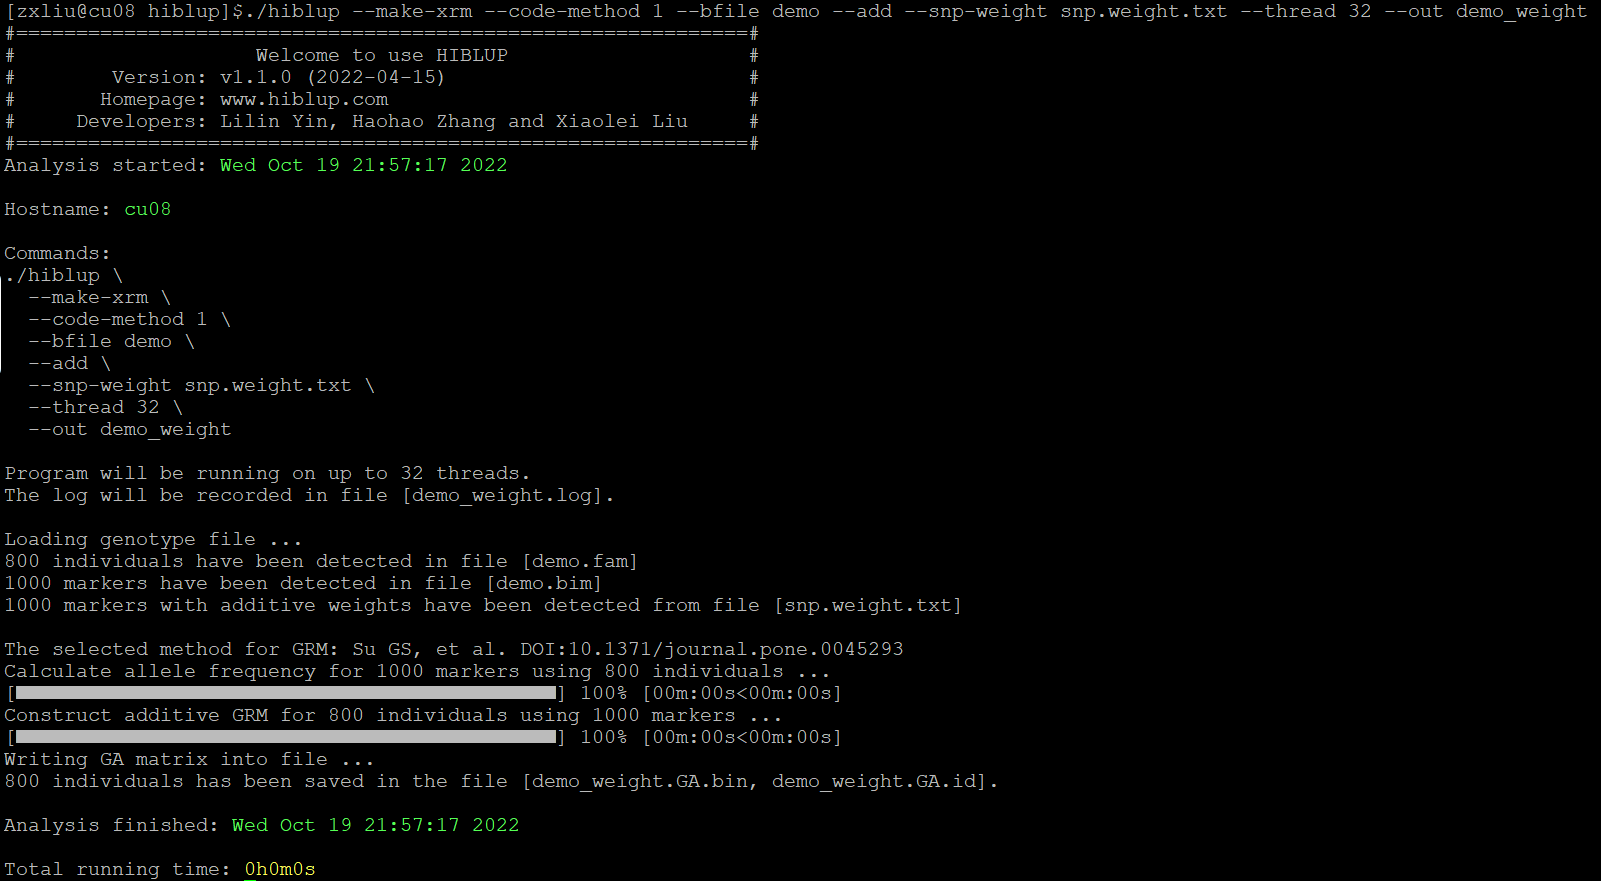 [zxliu@cu08 hiblup]$./hiblup --make-xrm --code-method 1 --bfile demo --add --snp-weight snp.weight.txt --thread 32 --out demo_weight
#=============================================================#
#                    Welcome to use HIBLUP                    #
#        Version: v1.1.0 (2022-04-15)                         #
#       Homepage: www.hiblup.com                              #
#     Developers: Lilin Yin, Haohao Zhang and Xiaolei Liu     #
#=============================================================#
Analysis started: Wed Oct 19 21:57:17 2022

Hostname: cu08

Commands:
./hiblup \
  --make-xrm \
  --code-method 1 \
  --bfile demo \
  --add \
  --snp-weight snp.weight.txt \
  --thread 32 \
  --out demo_weight

Program will be running on up to 32 threads.
The log will be recorded in file [demo_weight.log].

Loading genotype file ...
800 individuals have been detected in file [demo.fam]
1000 markers have been detected in file [demo.bim]
1000 markers with additive weights have been detected from file [snp.weight.txt]

The selected method for GRM: Su GS, et al. DOI:10.1371/journal.pone.0045293
Calculate allele frequency for 1000 markers using 800 individuals ...
[] 100% [00m:00s<00m:00s]
Construct additive GRM for 800 individuals using 1000 markers ...
[] 100% [00m:00s<00m:00s]
Writing GA matrix into file ...
800 individuals has been saved in the file [demo_weight.GA.bin, demo_weight.GA.id].

Analysis finished: Wed Oct 19 21:57:17 2022

Total running time: 0h0m0s